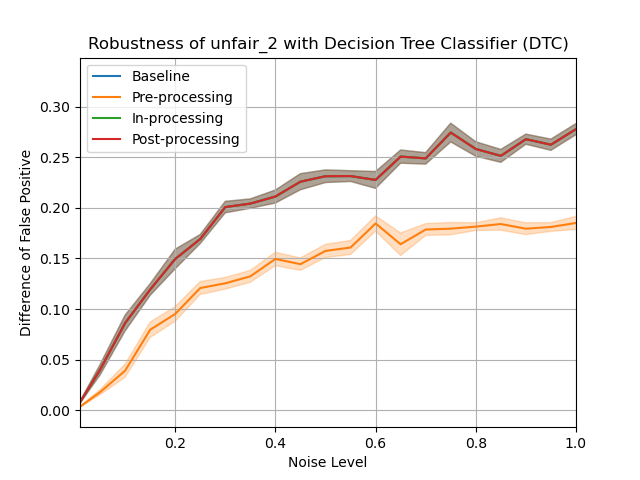 Robustness of unfair_2 with Decision Tree Classifier (DTC)
Baseline
Pre-processing
In-processing
Post-processing
0.30
0.25
0.20
0.15
0.10
0.05
0.00
Difference of False Positive
0.2 0.4 0.6 0.8 1.0
Noise Level